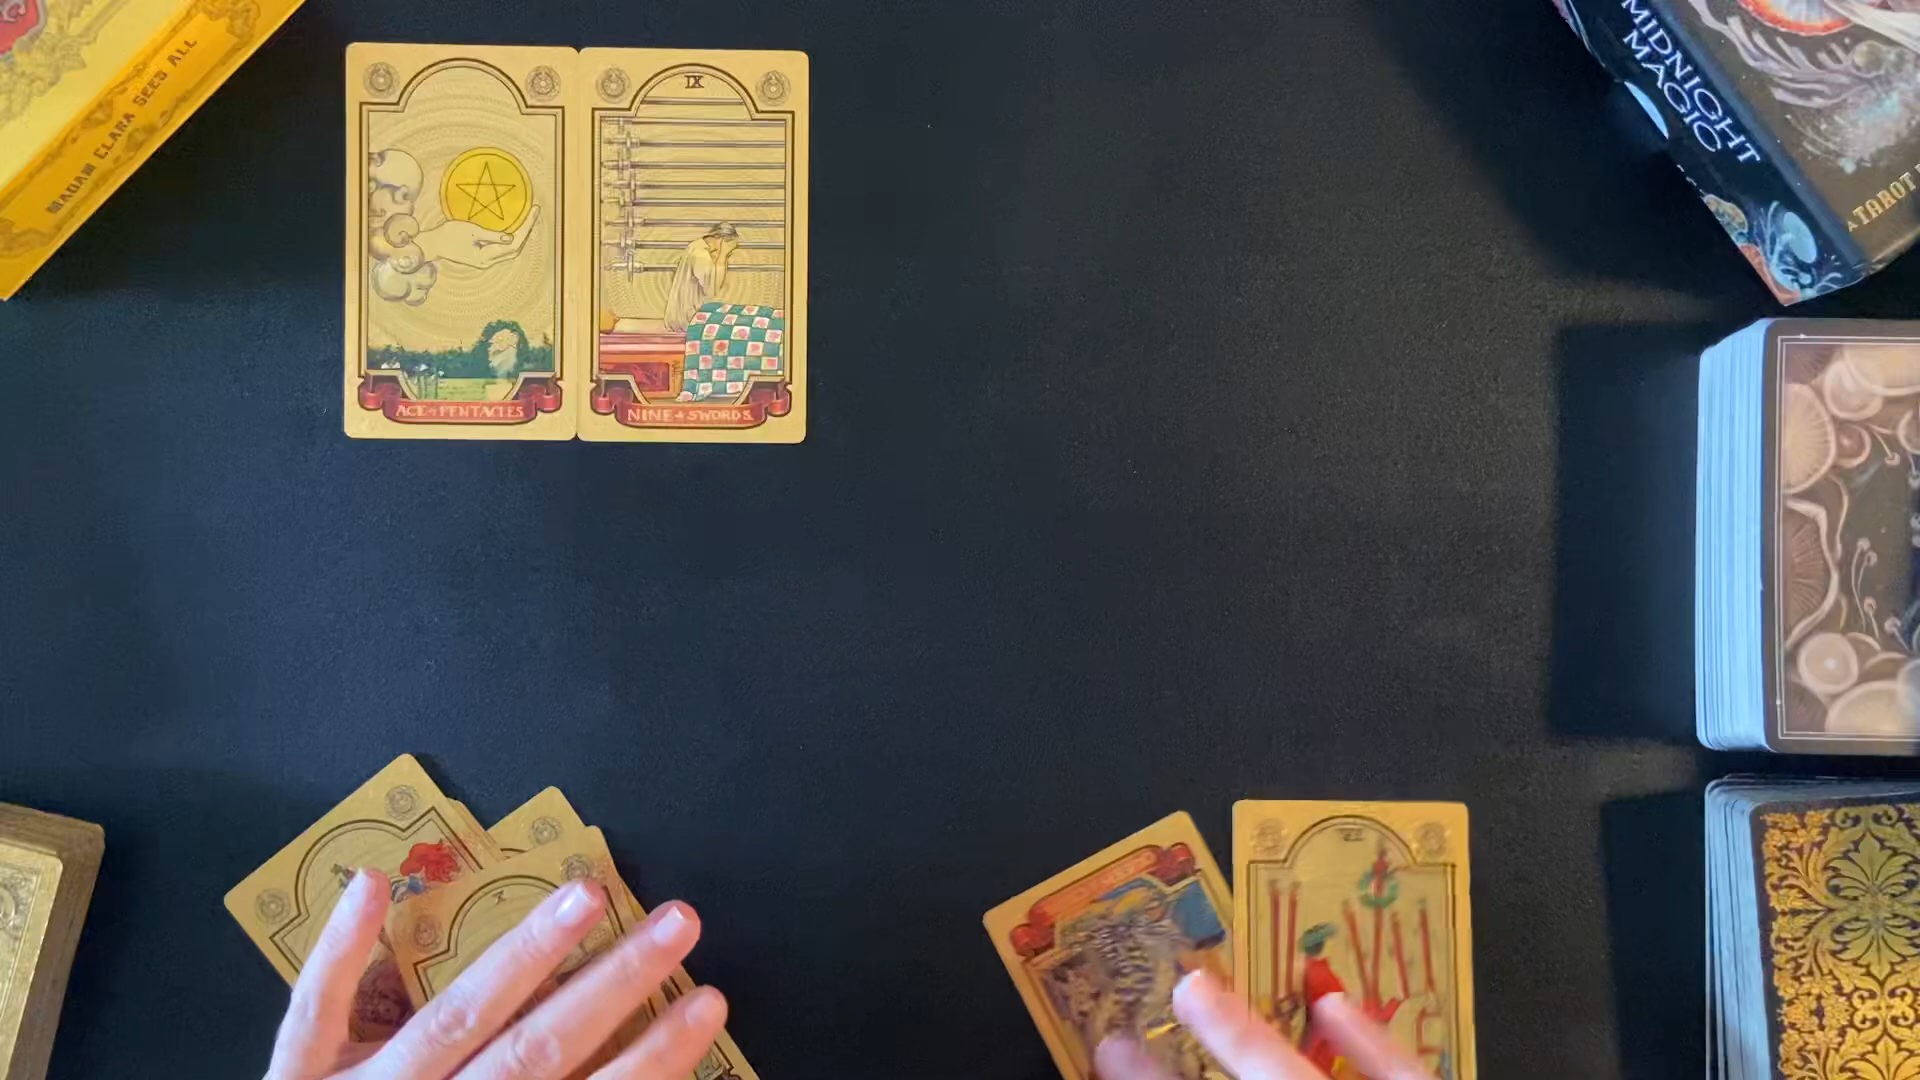 MADAM CLARA SEES ALL
IX
ACE of PENTACLES
NINE of SWORDS
MIDNIGHT
MAGIC
A TAROT
X